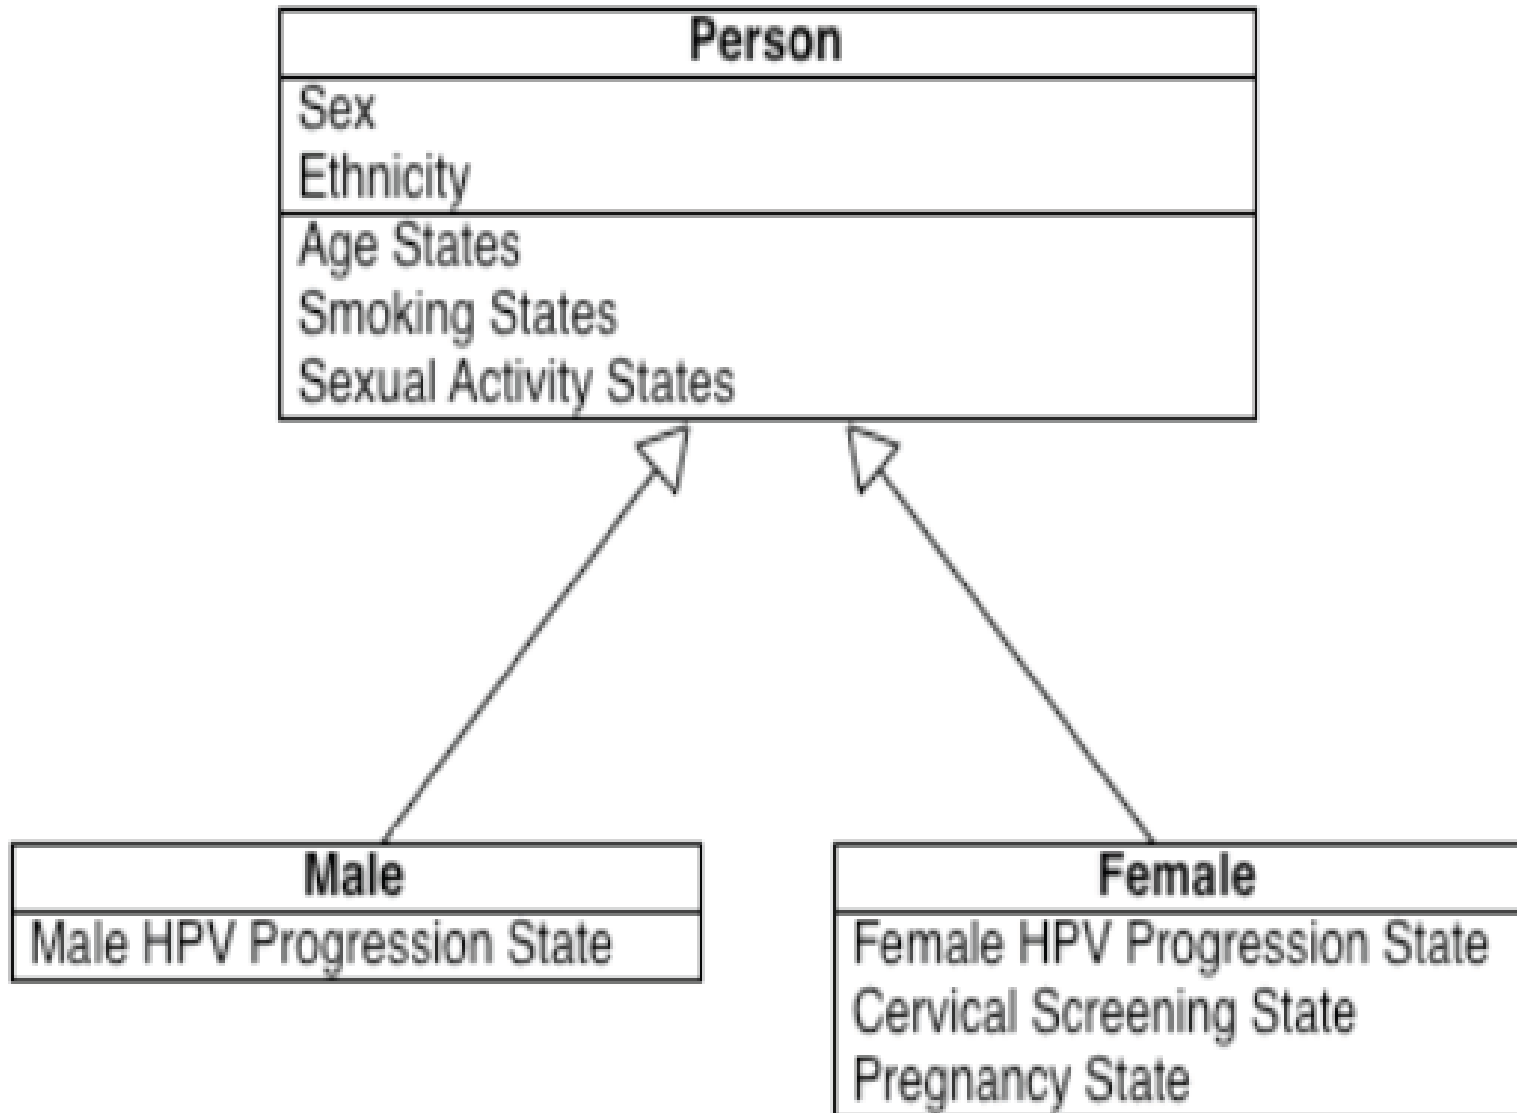 Person
Sex
Ethnicity
Age States
Smoking States
Sexual Activity States
Male
Male HPV Progression State
Female
Female HPV Progression State
Cervical Screening State
Pregnancy State